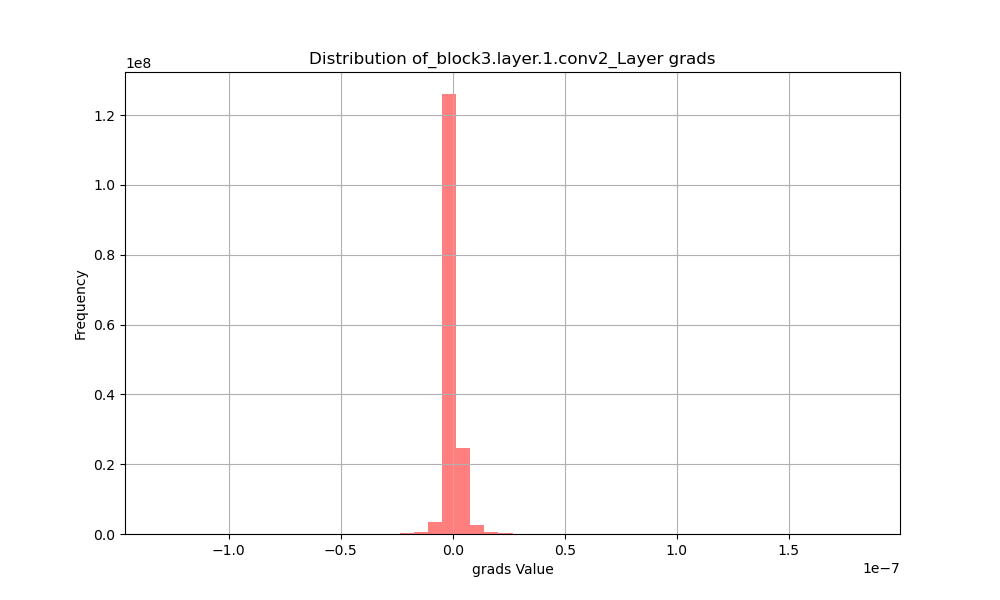 Distribution of_block3.layer.1.conv2_Layer grads
1e8
1.2
1.0
0.8
0.6
0.4
0.2
0.0
Frequency
−1.0 −0.5 0.0 0.5 1.0 1.5
grads Value
1e−7